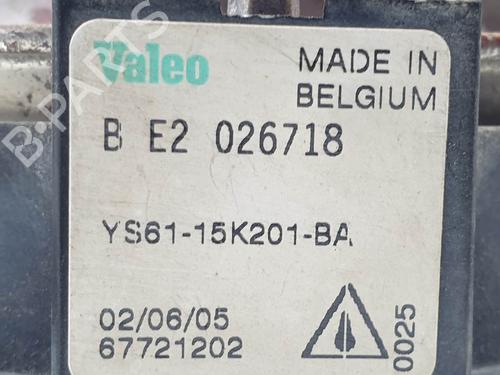 Valeo
MADE IN
BELGIUM
B E2 026718
YS61-15K201-BA
02/06/05
67721202
0025
B-PARTS